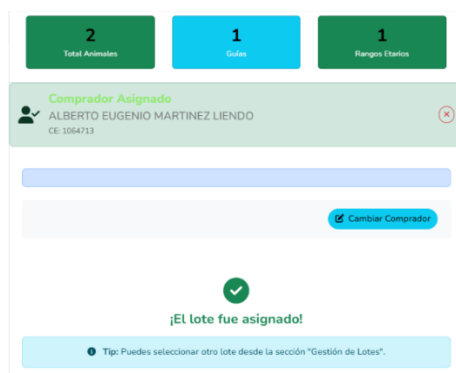 2
Total Animales
1
Guías
1
Rangos Etarios
Comprador Asignado
ALBERTO EUGENIO MARTINEZ LIENDO
CE: 1064713
Cambiar Comprador
¡El lote fue asignado!
Tip: Puedes seleccionar otro lote desde la sección "Gestión de Lotes".